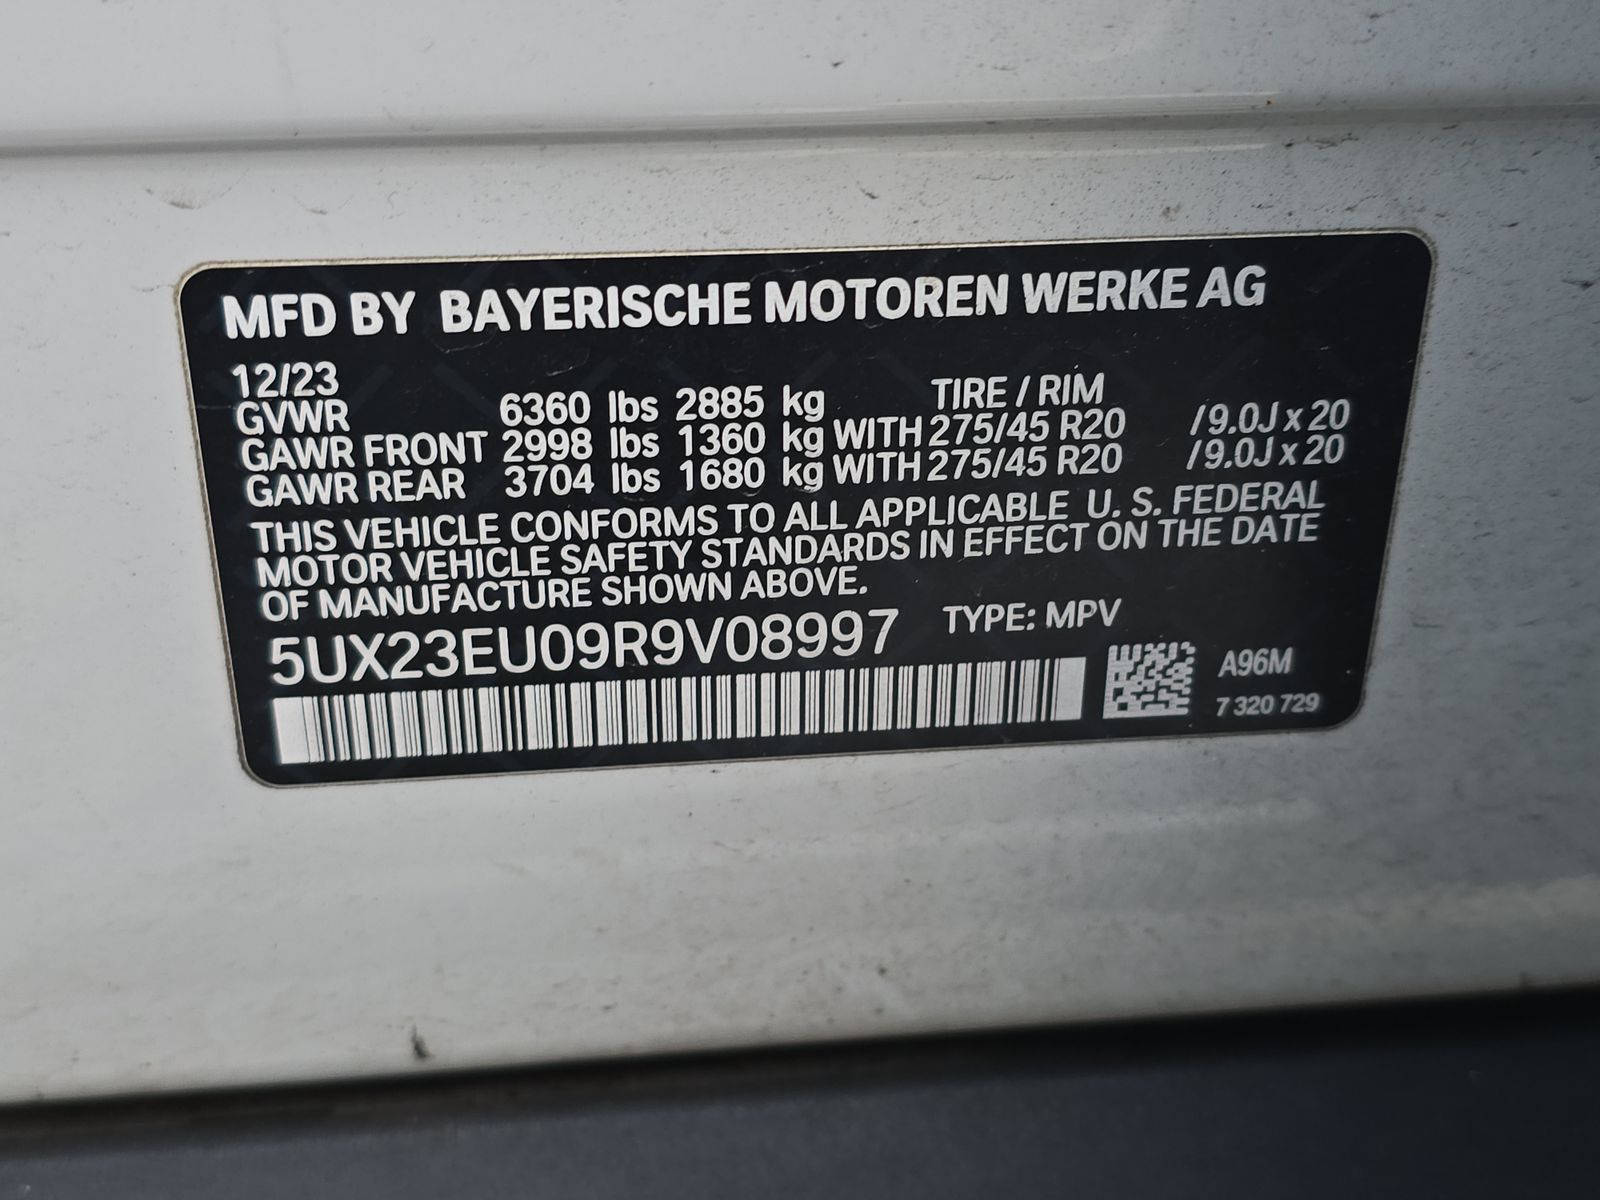 MFD BY BAYERISCHE MOTOREN WERKE AG
12/23 TIRE / RIM
GVWR 6360 lbs 2885 kg
GAWR FRONT 2998 lbs 1360 kg WITH 275/45 R20 / 9.0J x 20
GAWR REAR 3704 lbs 1680 kg WITH 275/45 R20 / 9.0J x 20
THIS VEHICLE CONFORMS TO ALL APPLICABLE U. S. FEDERAL
MOTOR VEHICLE SAFETY STANDARDS IN EFFECT ON THE DATE
OF MANUFACTURE SHOWN ABOVE.
5UX23EU09R9V08997 TYPE: MPV
A96M
7 320 729